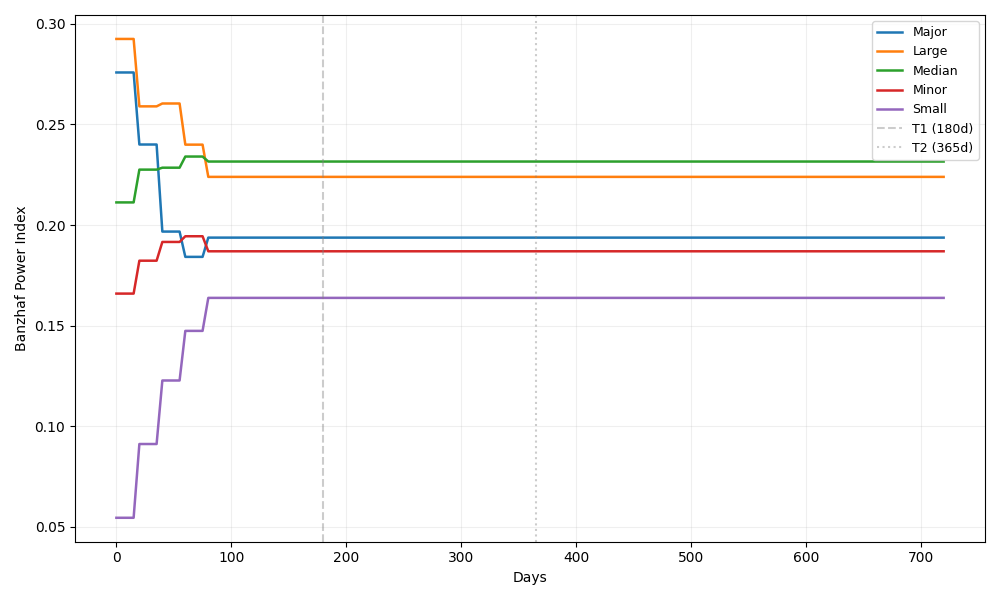 0.30
0.25
0.20
0.15
0.10
0.05
Banzhaf Power Index
0 100 200 300 400 500 600 700
Days
Major
Large
Median
Minor
Small
T1 (180d)
T2 (365d)